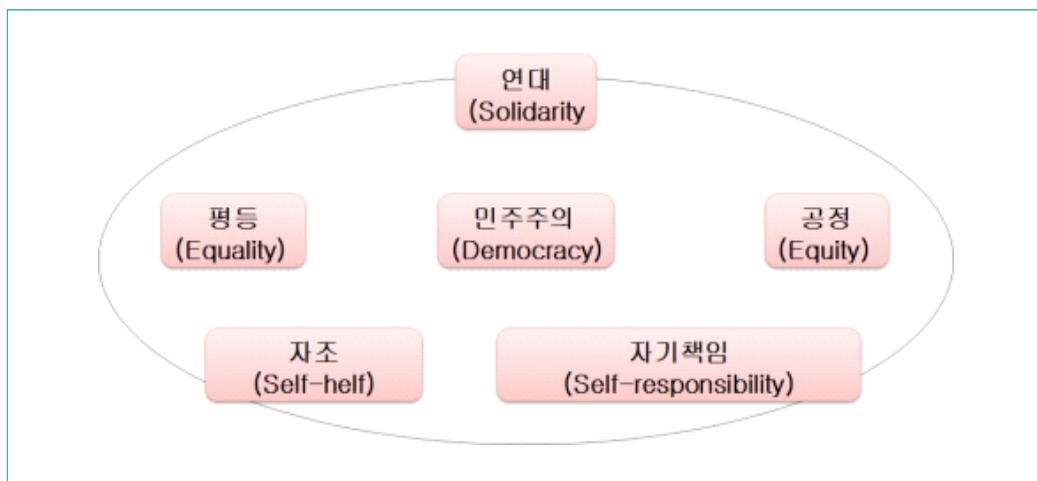 연대
(Solidarity
평등
(Equality)
민주주의
(Democracy)
공정
(Equity)
자조
(Self-helf)
자기책임
(Self-responsibility)